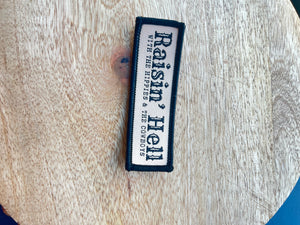 Raisin' Hell
WITH THE HIPPIES & THE COWBOYS